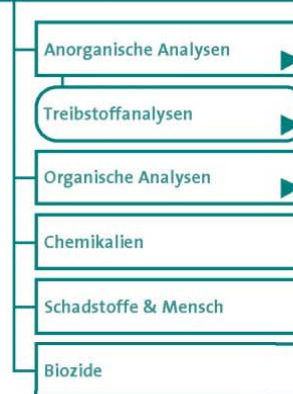 Anorganische Analysen
Treibstoffanalysen
Organische Analysen
Chemikalien
Schadstoffe & Mensch
Biozide